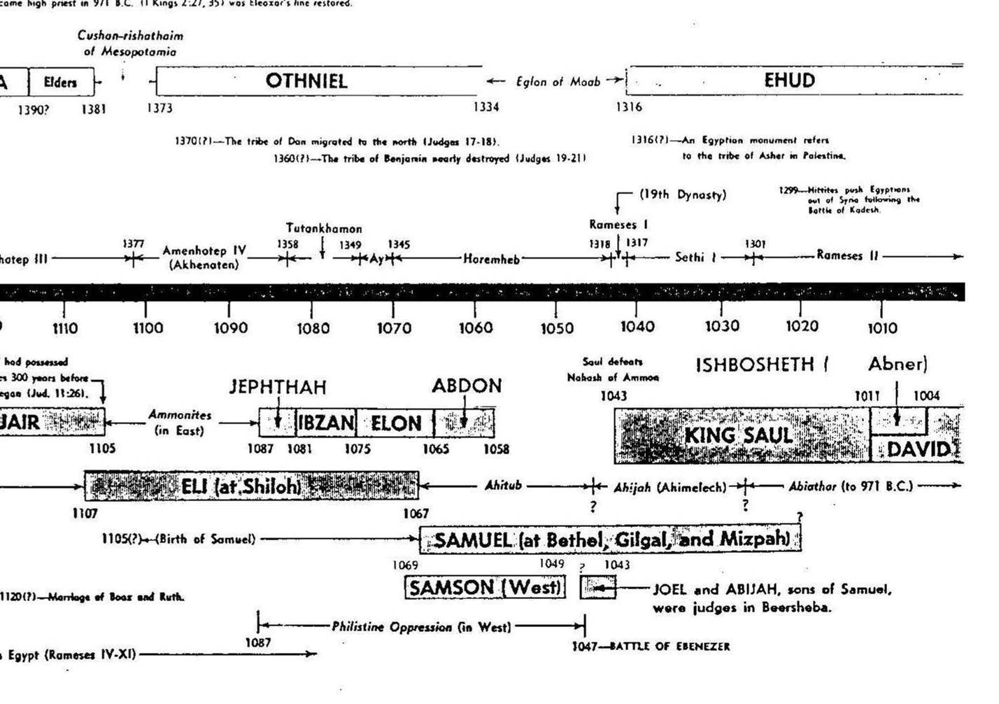 came high priest in 971 B.C. (1 Kings 2:27, 35) was Eleazar's line restored.
Cushan-rishathaim
of Mesopotamia
A Elders OTHNIEL Eglon of Moab EHUD
1390? 1381 1373 1334 1316
1370(?)—The tribe of Dan migrated to the north (Judges 17-18).
1360(?)—The tribe of Benjamin nearly destroyed (Judges 19-21)
1316(?)—An Egyptian monument refers
to the tribe of Asher in Palestine.
(19th Dynasty)
1299—Hittites push Egyptians
out of Syria following the
Battle of Kadesh.
Tutankhamon
Rameses I
1377 1358 1349 1345 1318 1317 1301
hotep III Amenhotep IV Ay Horemheb Sethi I Rameses II
(Akhenaten)
1110 1100 1090 1080 1070 1060 1050 1040 1030 1020 1010
had possessed
es 300 years before
egan (Jud. 11:26).
Saul defeats
Nahash of Ammon
ISHBOSHETH ( Abner)
JEPHTHAH ABDON
1043 1011 1004
JAIR Ammonites
(in East)
IBZAN ELON KING SAUL DAVID
1105 1087 1081 1075 1065 1058
ELI (at Shiloh) Ahitub Ahijah (Ahimelech) Abiathar (to 971 B.C.)
? ?
1107 1067
?
1105(?) (Birth of Samuel) SAMUEL (at Bethel, Gilgal, and Mizpah)
1069 1049 ? 1043
SAMSON (West)
JOEL and ABIJAH, sons of Samuel,
were judges in Beersheba.
1120(?)—Marriage of Boaz and Ruth.
Philistine Oppression (in West)
1087
1047—BATTLE OF EBENEZER
Egypt (Rameses IV-XI)